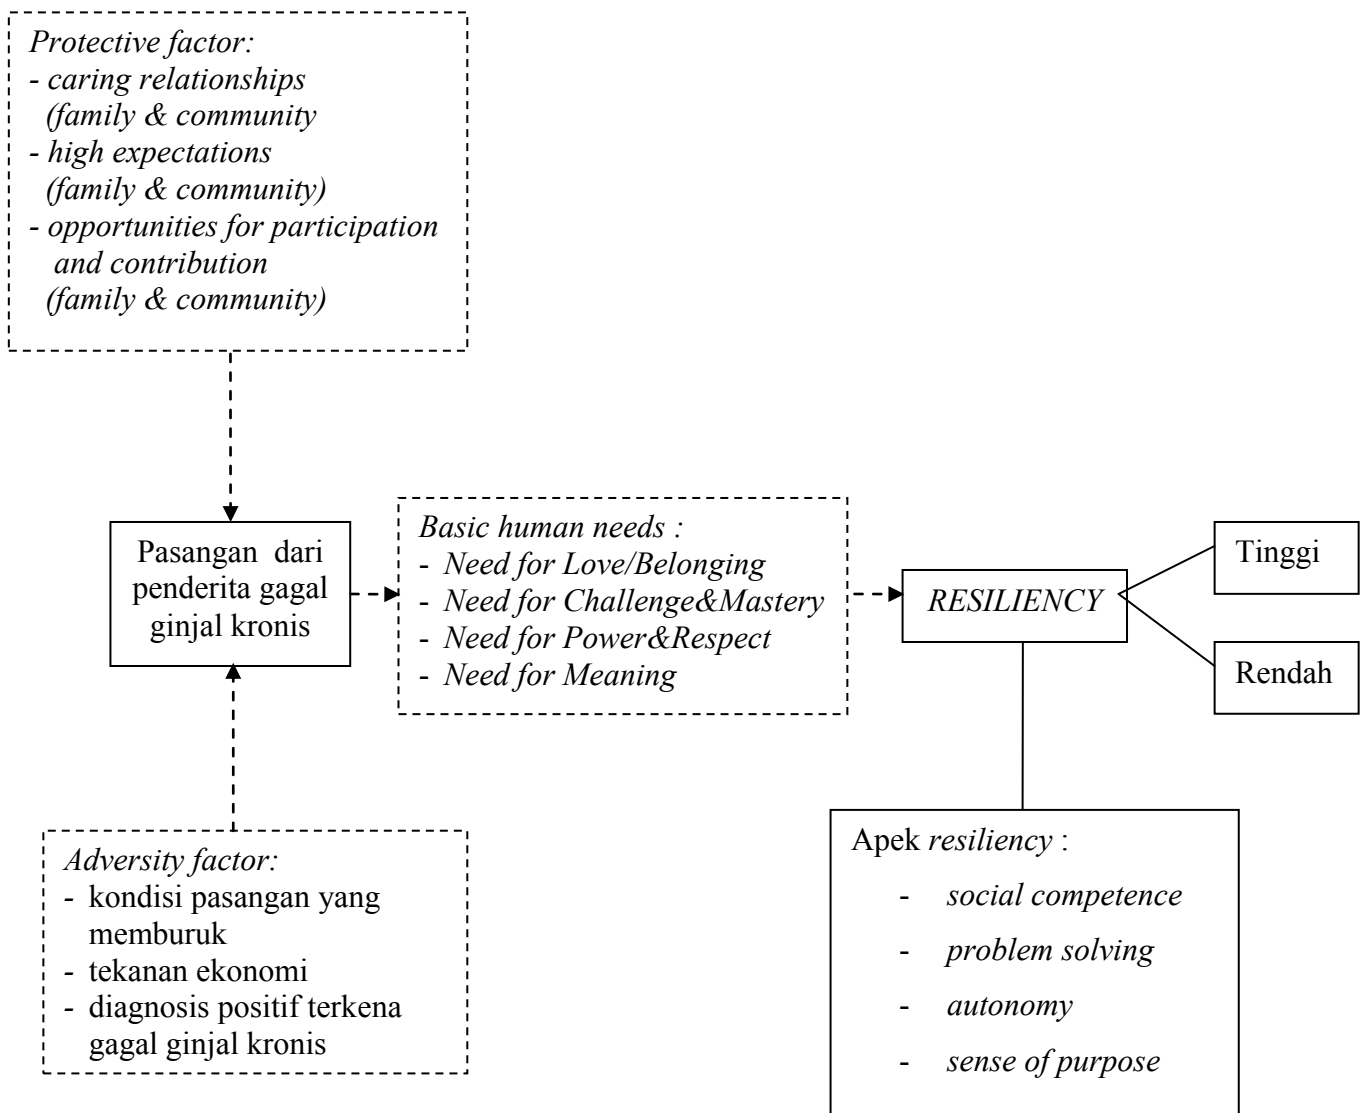 Protective factor:
- caring relationships
(family & community
- high expectations
(family & community)
- opportunities for participation
and contribution
(family & community)
Pasangan dari
penderita gagal
ginjal kronis
Basic human needs :
- Need for Love/Belonging
- Need for Challenge&Mastery
- Need for Power&Respect
- Need for Meaning
RESILIENCY
Tinggi
Rendah
Adversity factor:
- kondisi pasangan yang
memburuk
- tekanan ekonomi
- diagnosis positif terkena
gagal ginjal kronis
Apek resiliency :
- social competence
- problem solving
- autonomy
- sense of purpose